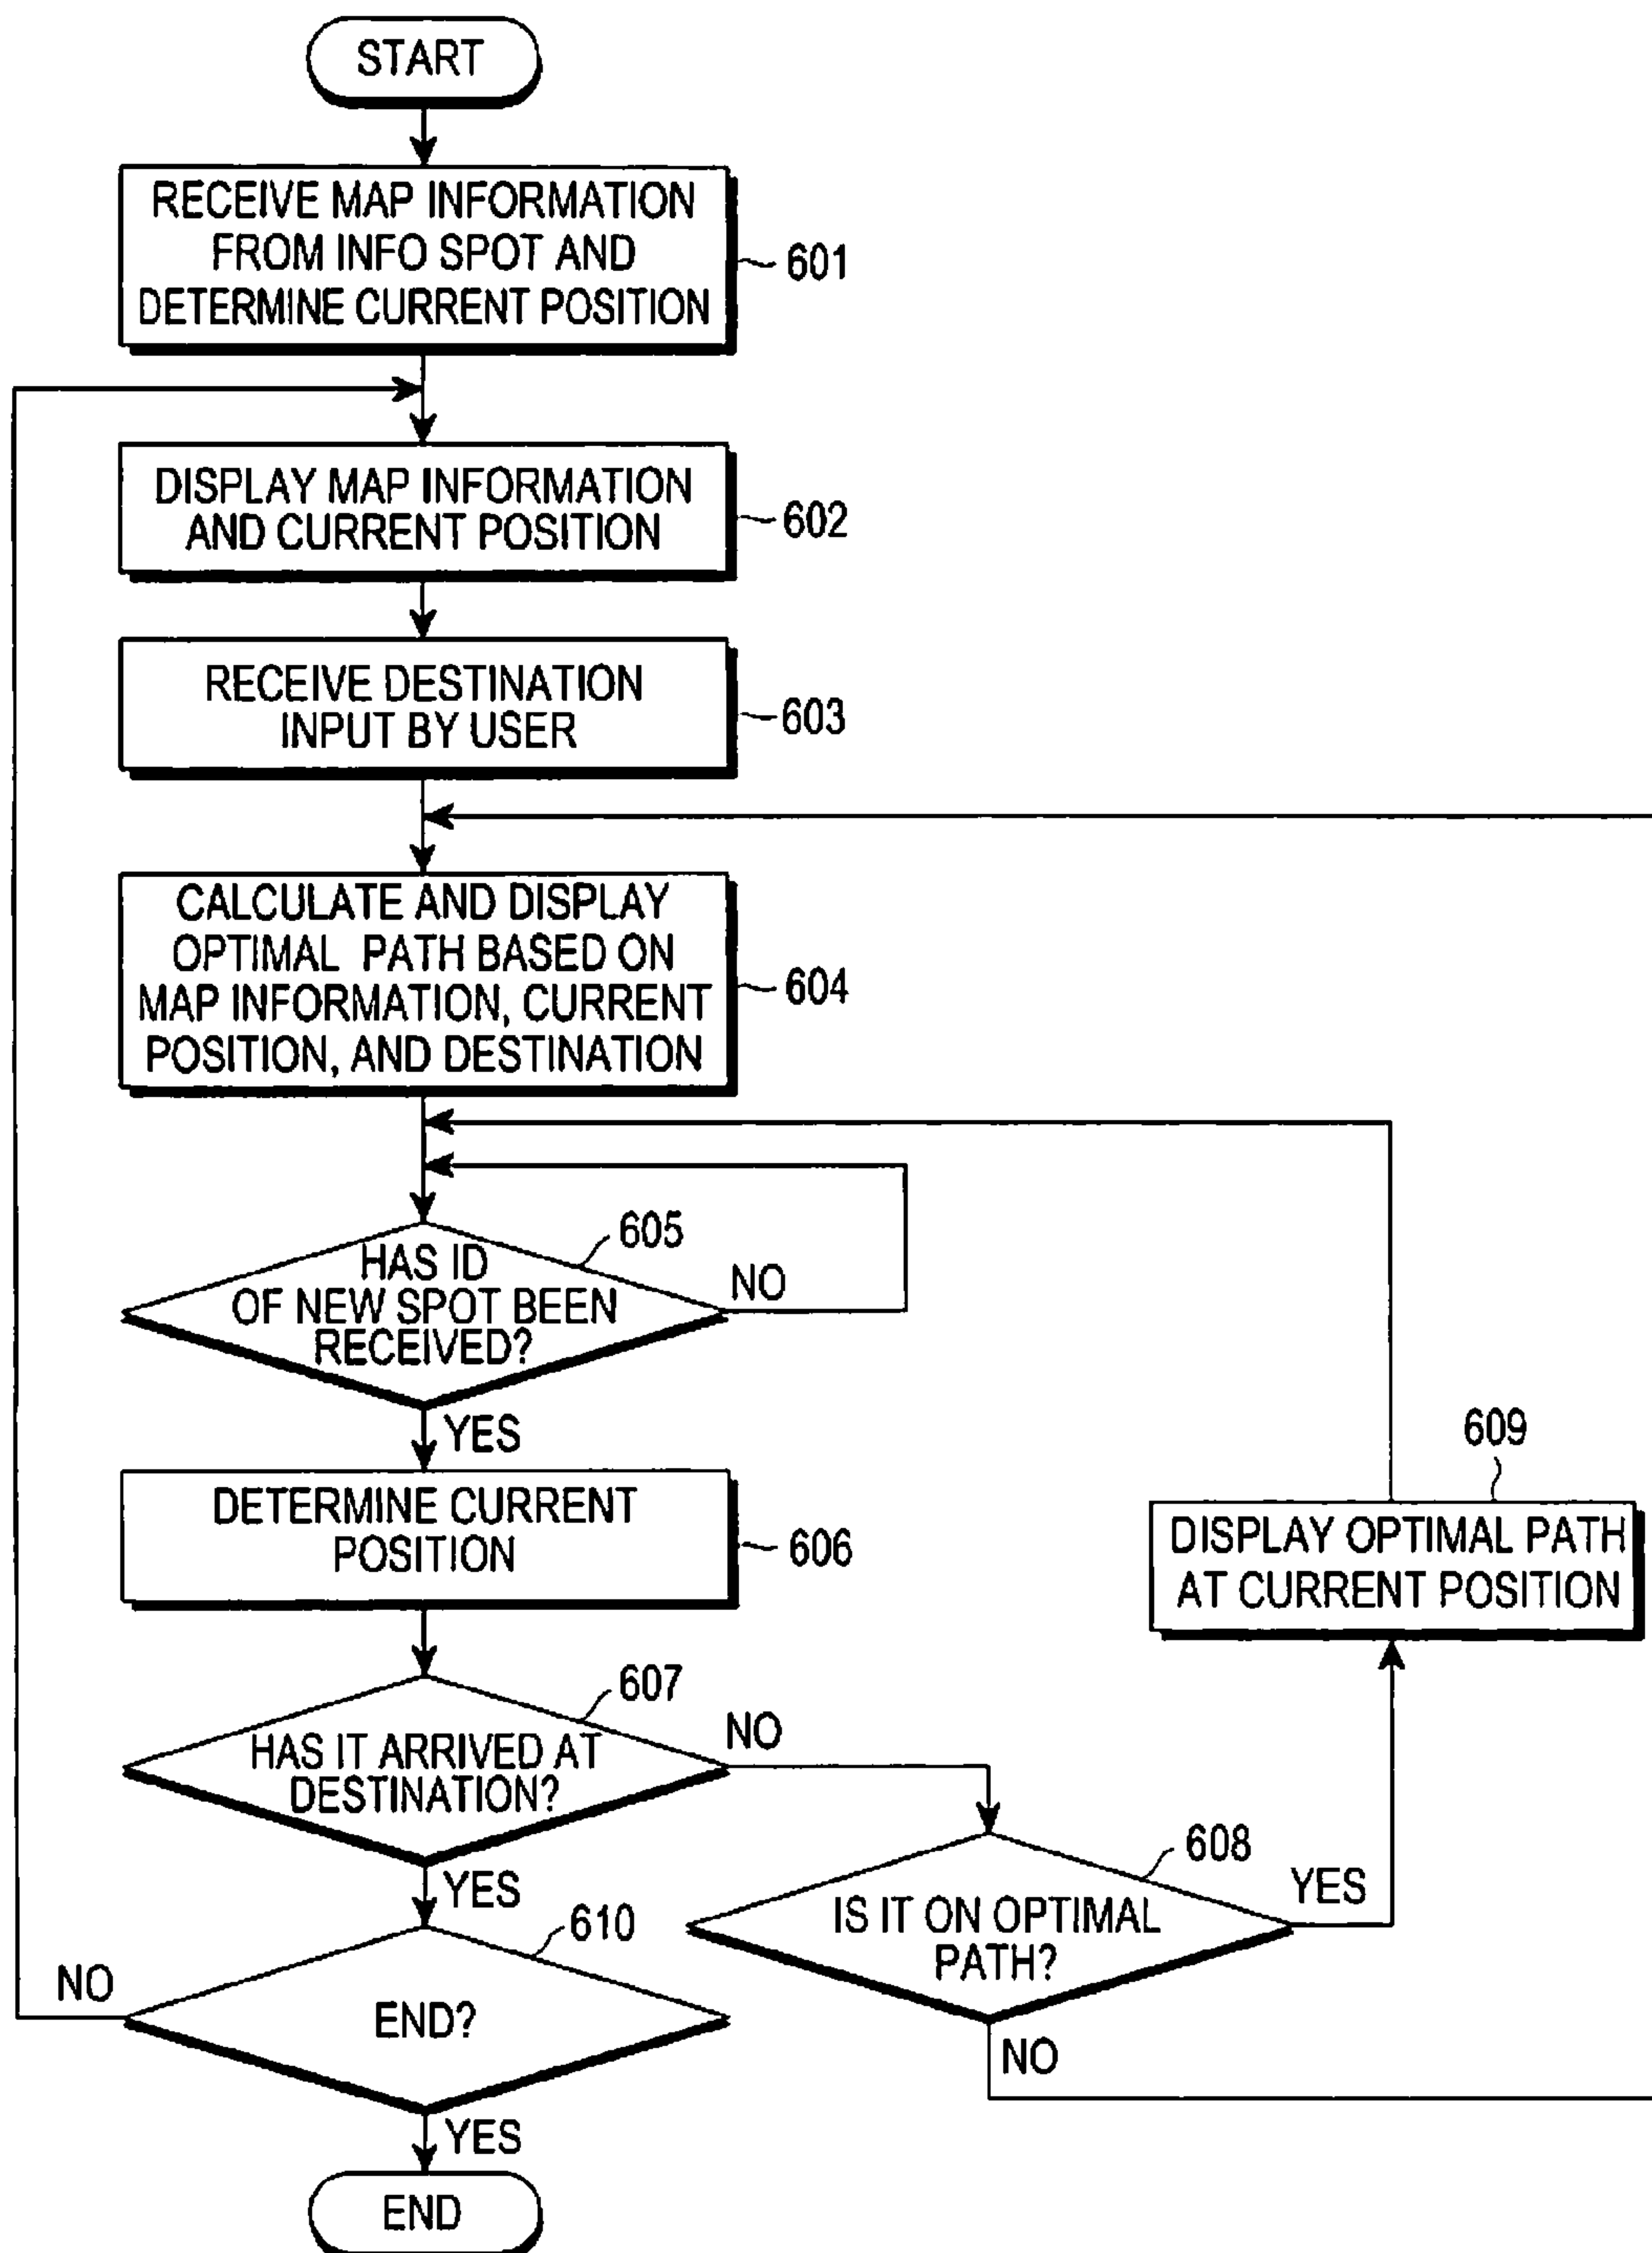 START
RECEIVE MAP INFORMATION
FROM INFO SPOT AND
DETERMINE CURRENT POSITION
601
DISPLAY MAP INFORMATION
AND CURRENT POSITION
602
RECEIVE DESTINATION
INPUT BY USER
603
CALCULATE AND DISPLAY
OPTIMAL PATH BASED ON
MAP INFORMATION, CURRENT
POSITION, AND DESTINATION
604
605
HAS ID
OF NEW SPOT BEEN
RECEIVED?
NO
YES
DETERMINE CURRENT
POSITION
606
609
DISPLAY OPTIMAL PATH
AT CURRENT POSITION
607
HAS IT ARRIVED AT
DESTINATION?
NO
YES
608
IS IT ON OPTIMAL
PATH?
YES
NO
610
END?
NO
YES
END